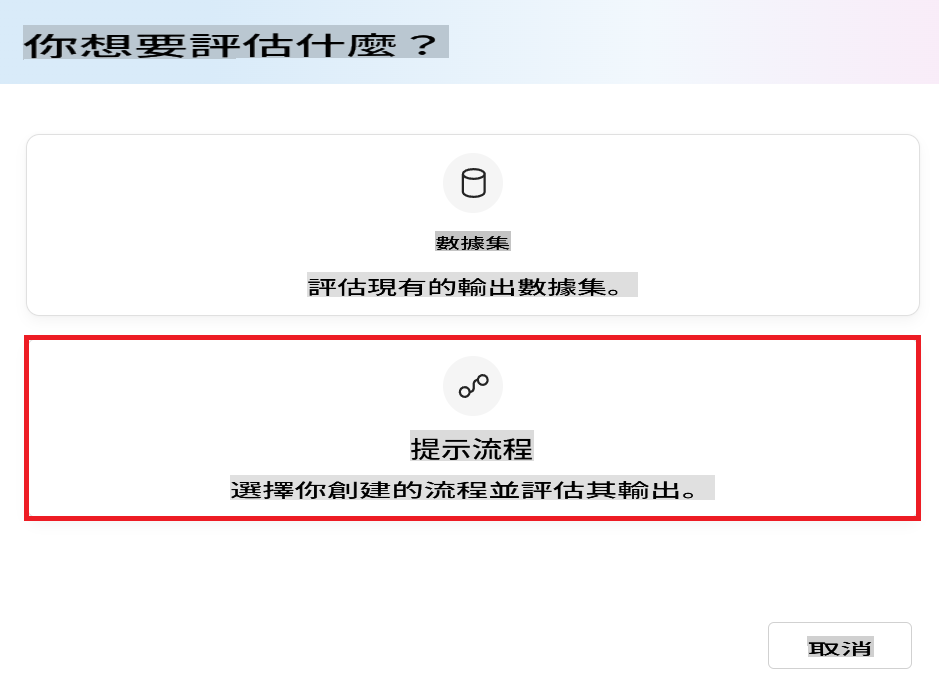 你想要評估什麼？
數據集
評估現有的輸出數據集。
提示流程
選擇你創建的流程並評估其輸出。
取消